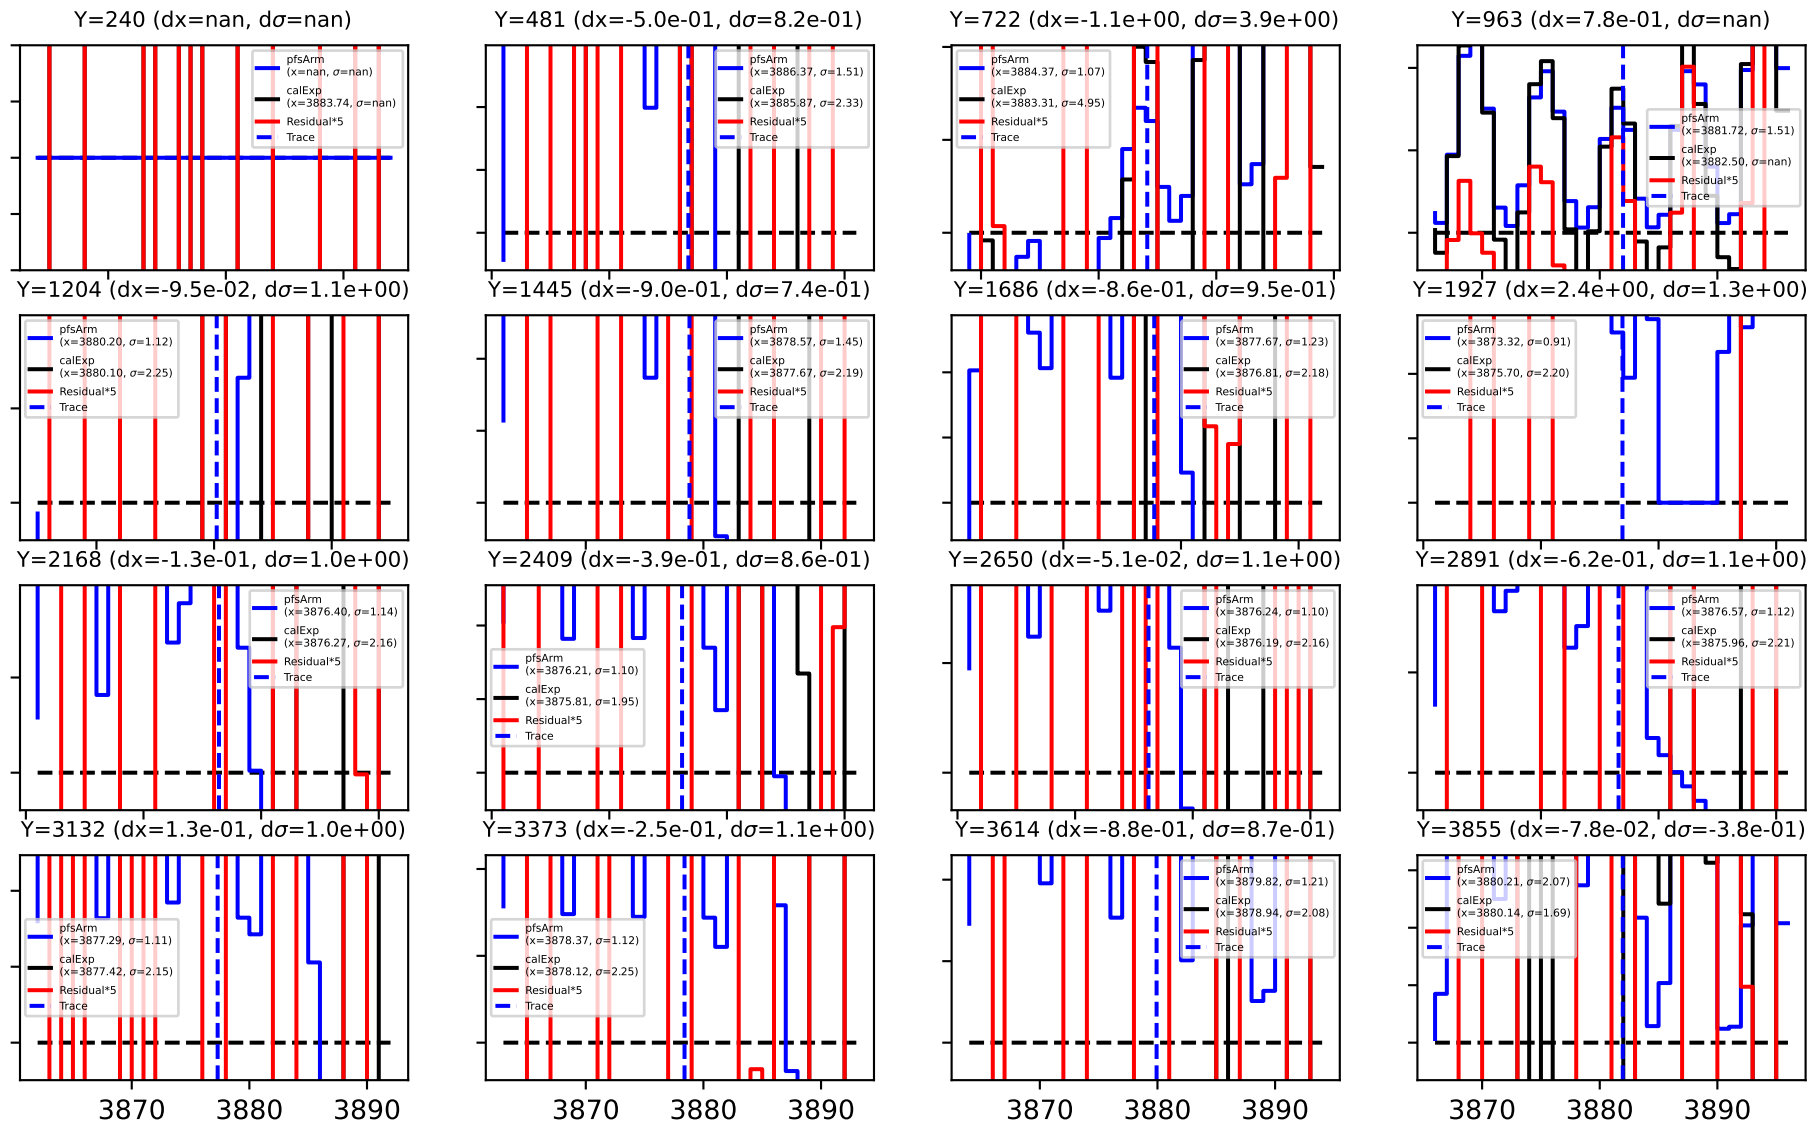 Y=240 (dx=nan, dσ=nan)
pfsArm
(x=nan, σ=nan)
calExp
(x=3883.74, σ=nan)
Residual*5
Trace
Y=481 (dx=-5.0e-01, dσ=8.2e-01)
pfsArm
(x=3886.37, σ=1.51)
calExp
(x=3885.87, σ=2.33)
Residual*5
Trace
Y=722 (dx=-1.1e+00, dσ=3.9e+00)
pfsArm
(x=3884.37, σ=1.07)
calExp
(x=3883.31, σ=4.95)
Residual*5
Trace
Y=963 (dx=7.8e-01, dσ=nan)
pfsArm
(x=3881.72, σ=1.51)
calExp
(x=3882.50, σ=nan)
Residual*5
Trace
Y=1204 (dx=-9.5e-02, dσ=1.1e+00)
pfsArm
(x=3880.20, σ=1.12)
calExp
(x=3880.10, σ=2.25)
Residual*5
Trace
Y=1445 (dx=-9.0e-01, dσ=7.4e-01)
pfsArm
(x=3878.57, σ=1.45)
calExp
(x=3877.67, σ=2.19)
Residual*5
Trace
Y=1686 (dx=-8.6e-01, dσ=9.5e-01)
pfsArm
(x=3877.67, σ=1.23)
calExp
(x=3876.81, σ=2.18)
Residual*5
Trace
Y=1927 (dx=2.4e+00, dσ=1.3e+00)
pfsArm
(x=3873.32, σ=0.91)
calExp
(x=3875.70, σ=2.20)
Residual*5
Trace
Y=2168 (dx=-1.3e-01, dσ=1.0e+00)
pfsArm
(x=3876.40, σ=1.14)
calExp
(x=3876.27, σ=2.16)
Residual*5
Trace
Y=2409 (dx=-3.9e-01, dσ=8.6e-01)
pfsArm
(x=3876.21, σ=1.10)
calExp
(x=3875.81, σ=1.95)
Residual*5
Trace
Y=2650 (dx=-5.1e-02, dσ=1.1e+00)
pfsArm
(x=3876.24, σ=1.10)
calExp
(x=3876.19, σ=2.16)
Residual*5
Trace
Y=2891 (dx=-6.2e-01, dσ=1.1e+00)
pfsArm
(x=3876.57, σ=1.12)
calExp
(x=3875.96, σ=2.21)
Residual*5
Trace
Y=3132 (dx=1.3e-01, dσ=1.0e+00)
pfsArm
(x=3877.29, σ=1.11)
calExp
(x=3877.42, σ=2.15)
Residual*5
Trace
3870 3880 3890
Y=3373 (dx=-2.5e-01, dσ=1.1e+00)
pfsArm
(x=3878.37, σ=1.12)
calExp
(x=3878.12, σ=2.25)
Residual*5
Trace
3870 3880 3890
Y=3614 (dx=-8.8e-01, dσ=8.7e-01)
pfsArm
(x=3879.82, σ=1.21)
calExp
(x=3878.94, σ=2.08)
Residual*5
Trace
3870 3880 3890
Y=3855 (dx=-7.8e-02, dσ=-3.8e-01)
pfsArm
(x=3880.21, σ=2.07)
calExp
(x=3880.14, σ=1.69)
Residual*5
Trace
3870 3880 3890